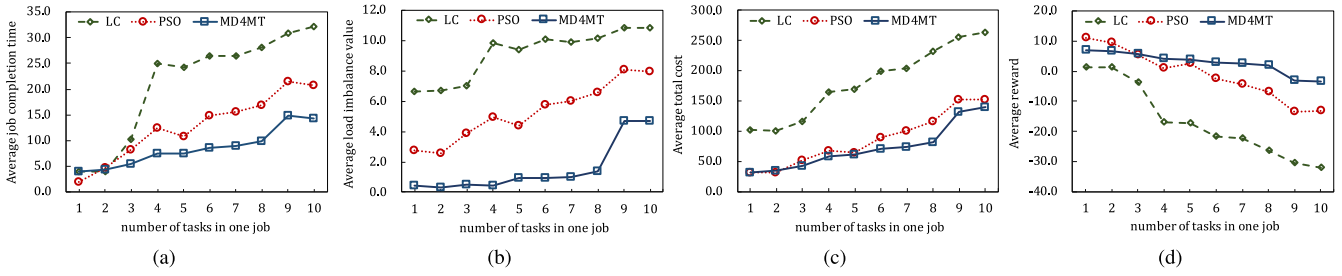 Average job completion time
35.0
30.0
25.0
20.0
15.0
10.0
5.0
0.0
LC PSO MD4MT
1 2 3 4 5 6 7 8 9 10
number of tasks in one job
(a)
Average load imbalance value
12.0
10.0
8.0
6.0
4.0
2.0
0.0
LC PSO MD4MT
1 2 3 4 5 6 7 8 9 10
number of tasks in one job
(b)
Average total cost
300.0
250.0
200.0
150.0
100.0
50.0
0.0
LC PSO MD4MT
1 2 3 4 5 6 7 8 9 10
number of tasks in one job
(c)
Average reward
20.0
10.0
0.0
-10.0
-20.0
-30.0
-40.0
LC PSO MD4MT
1 2 3 4 5 6 7 8 9 10
number of tasks in one job
(d)